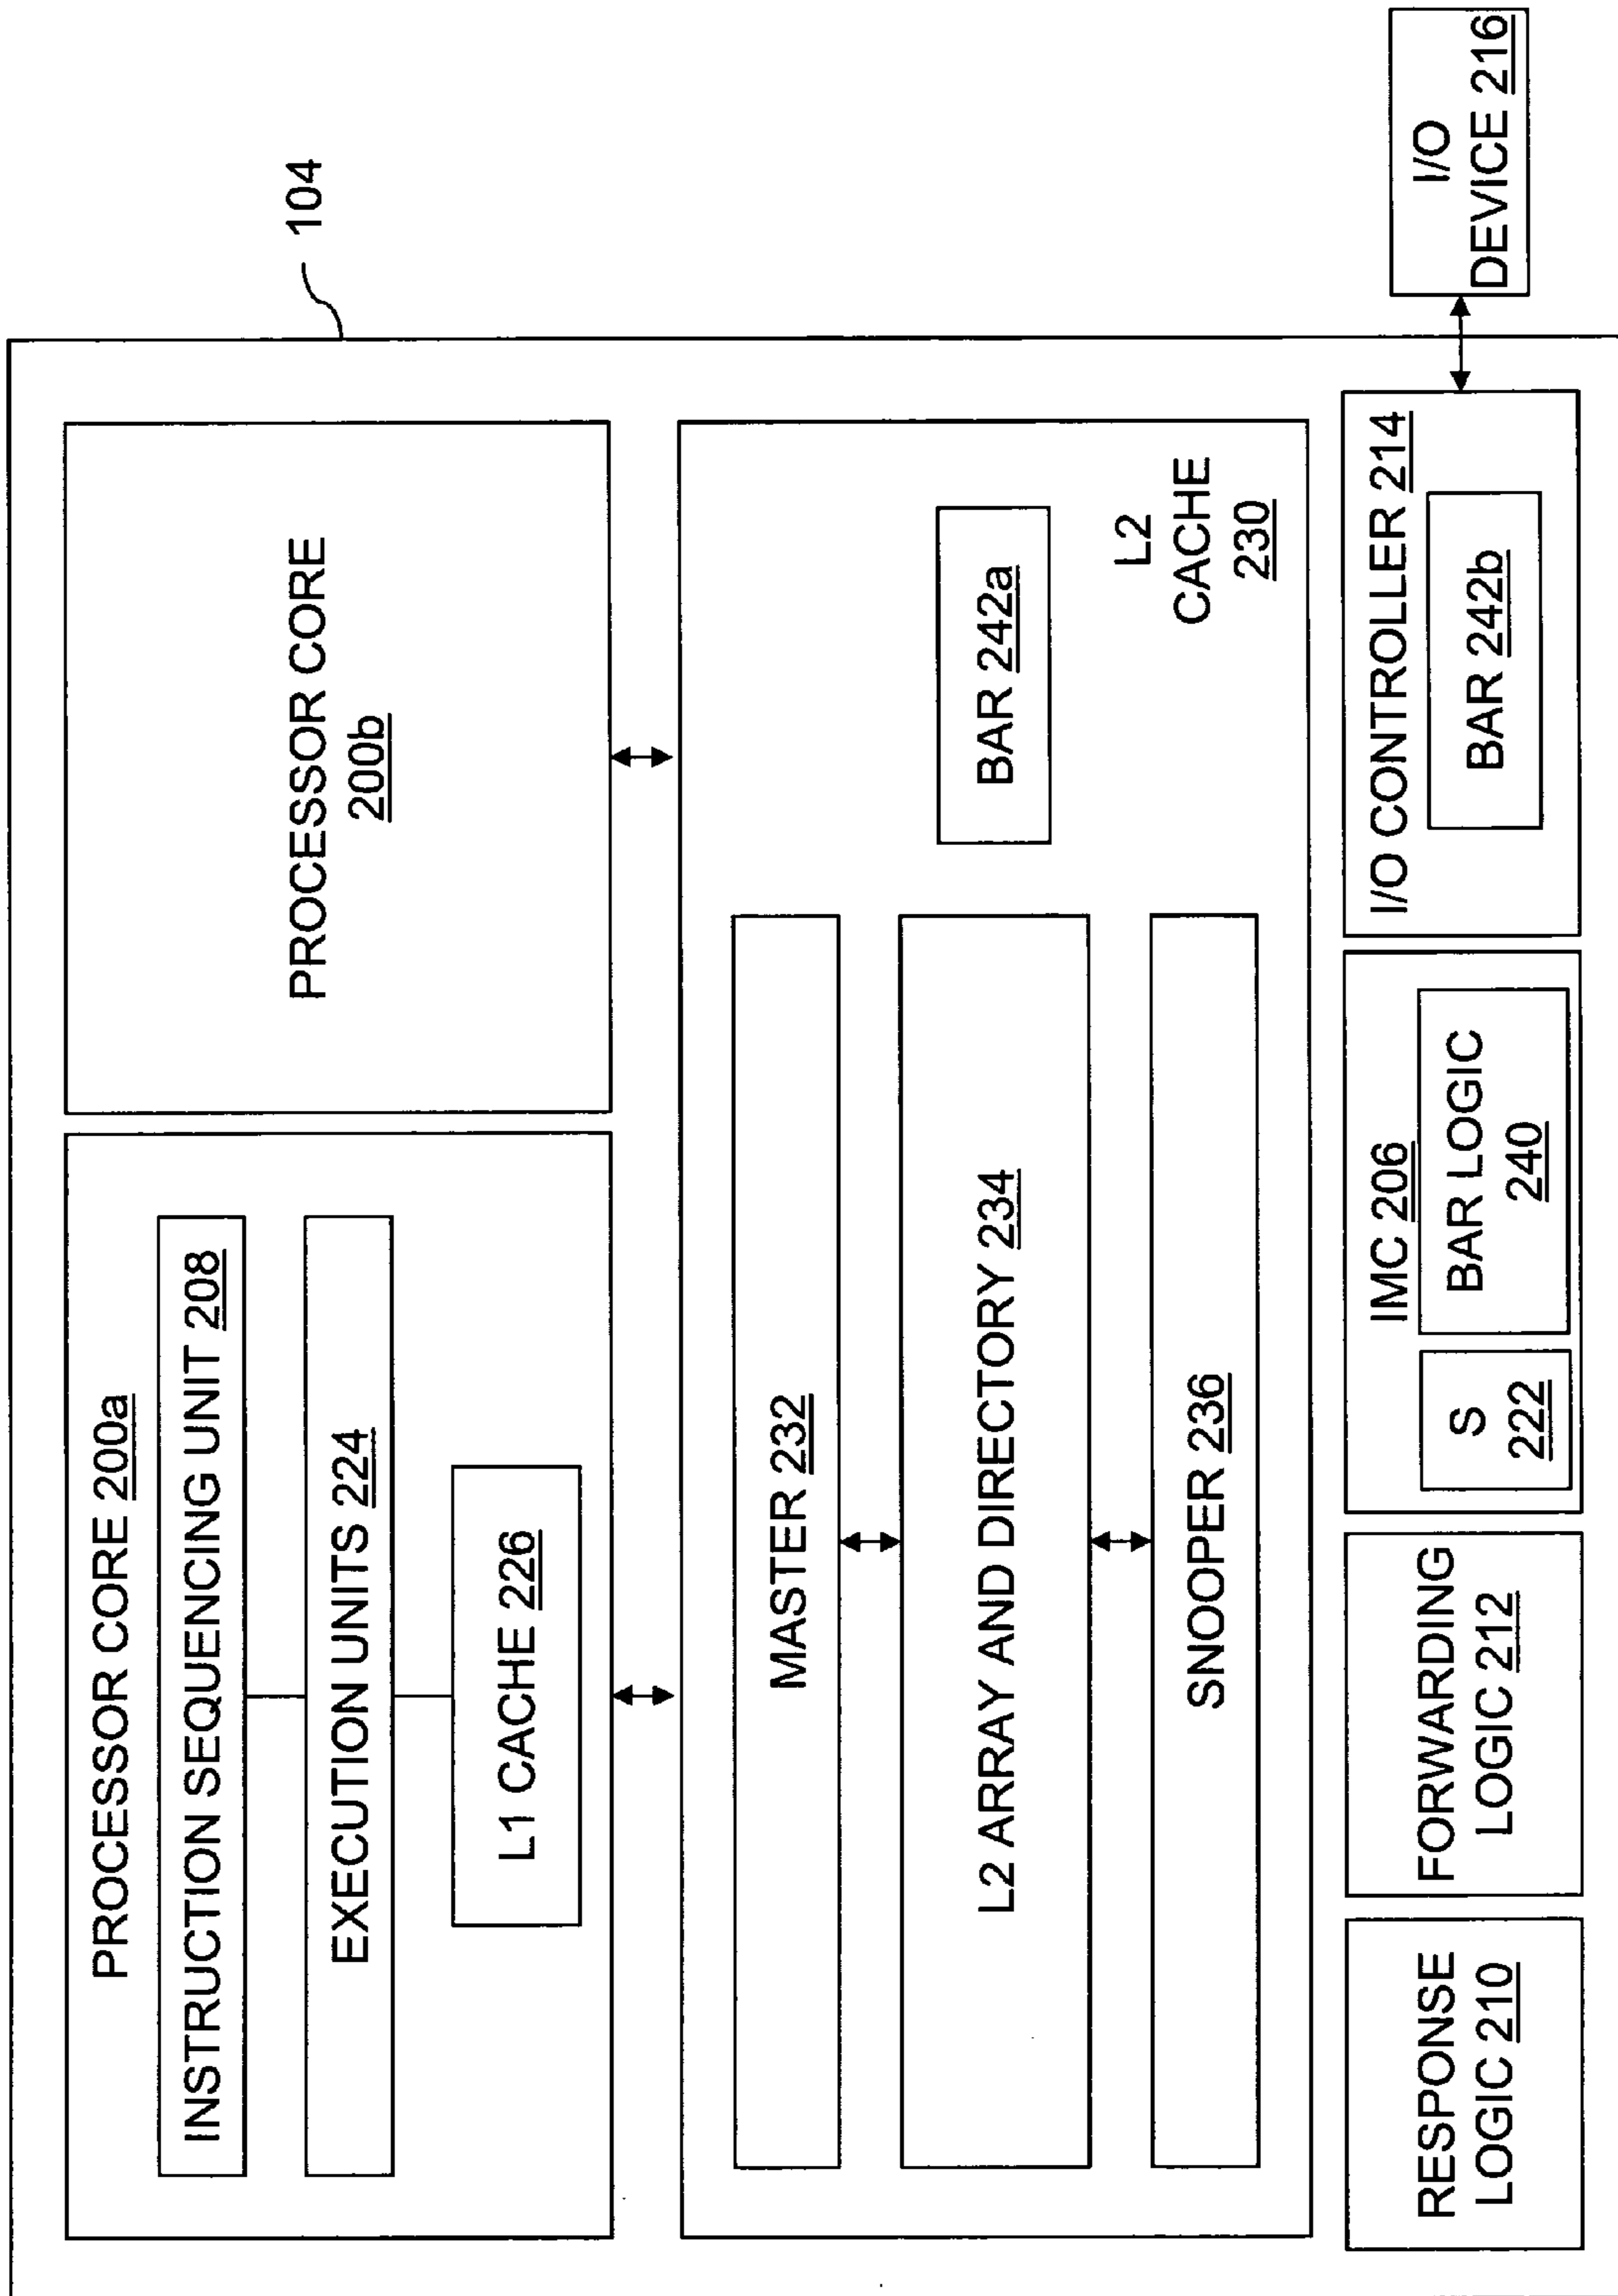 104
PROCESSOR CORE 200a
INSTRUCTION SEQUENCING UNIT 208
EXECUTION UNITS 224
L1 CACHE 226
PROCESSOR CORE
200b
MASTER 232
L2 ARRAY AND DIRECTORY 234
SNOOPER 236
BAR 242a
L2
CACHE
230
RESPONSE
LOGIC 210
FORWARDING
LOGIC 212
IMC 206
S
222
BAR LOGIC
240
I/O CONTROLLER 214
BAR 242b
I/O
DEVICE 216